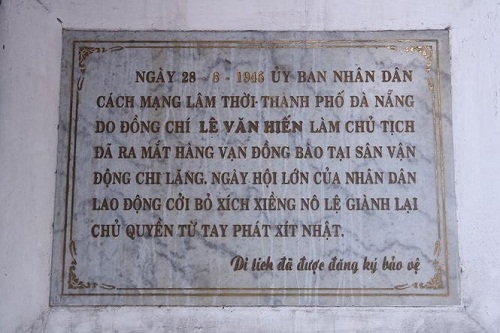 NGÀY 28 - 8 - 1945 ỦY BAN NHÂN DÂN
CÁCH MẠNG LÂM THỜI THÀNH PHỐ ĐÀ NẴNG
DO ĐỒNG CHÍ LÊ VĂN HIẾN LÀM CHỦ TỊCH
ĐÃ RA MẮT HÀNG VẠN ĐỒNG BÀO TẠI SÂN VẬN
ĐỘNG CHI LĂNG. NGÀY HỘI LỚN CỦA NHÂN DÂN
LAO ĐỘNG CỞI BỎ XÍCH XIỀNG NÔ LỆ GIÀNH LẠI
CHỦ QUYỀN TỪ TAY PHÁT XÍT NHẬT.
Di tích đã được đăng ký bảo vệ